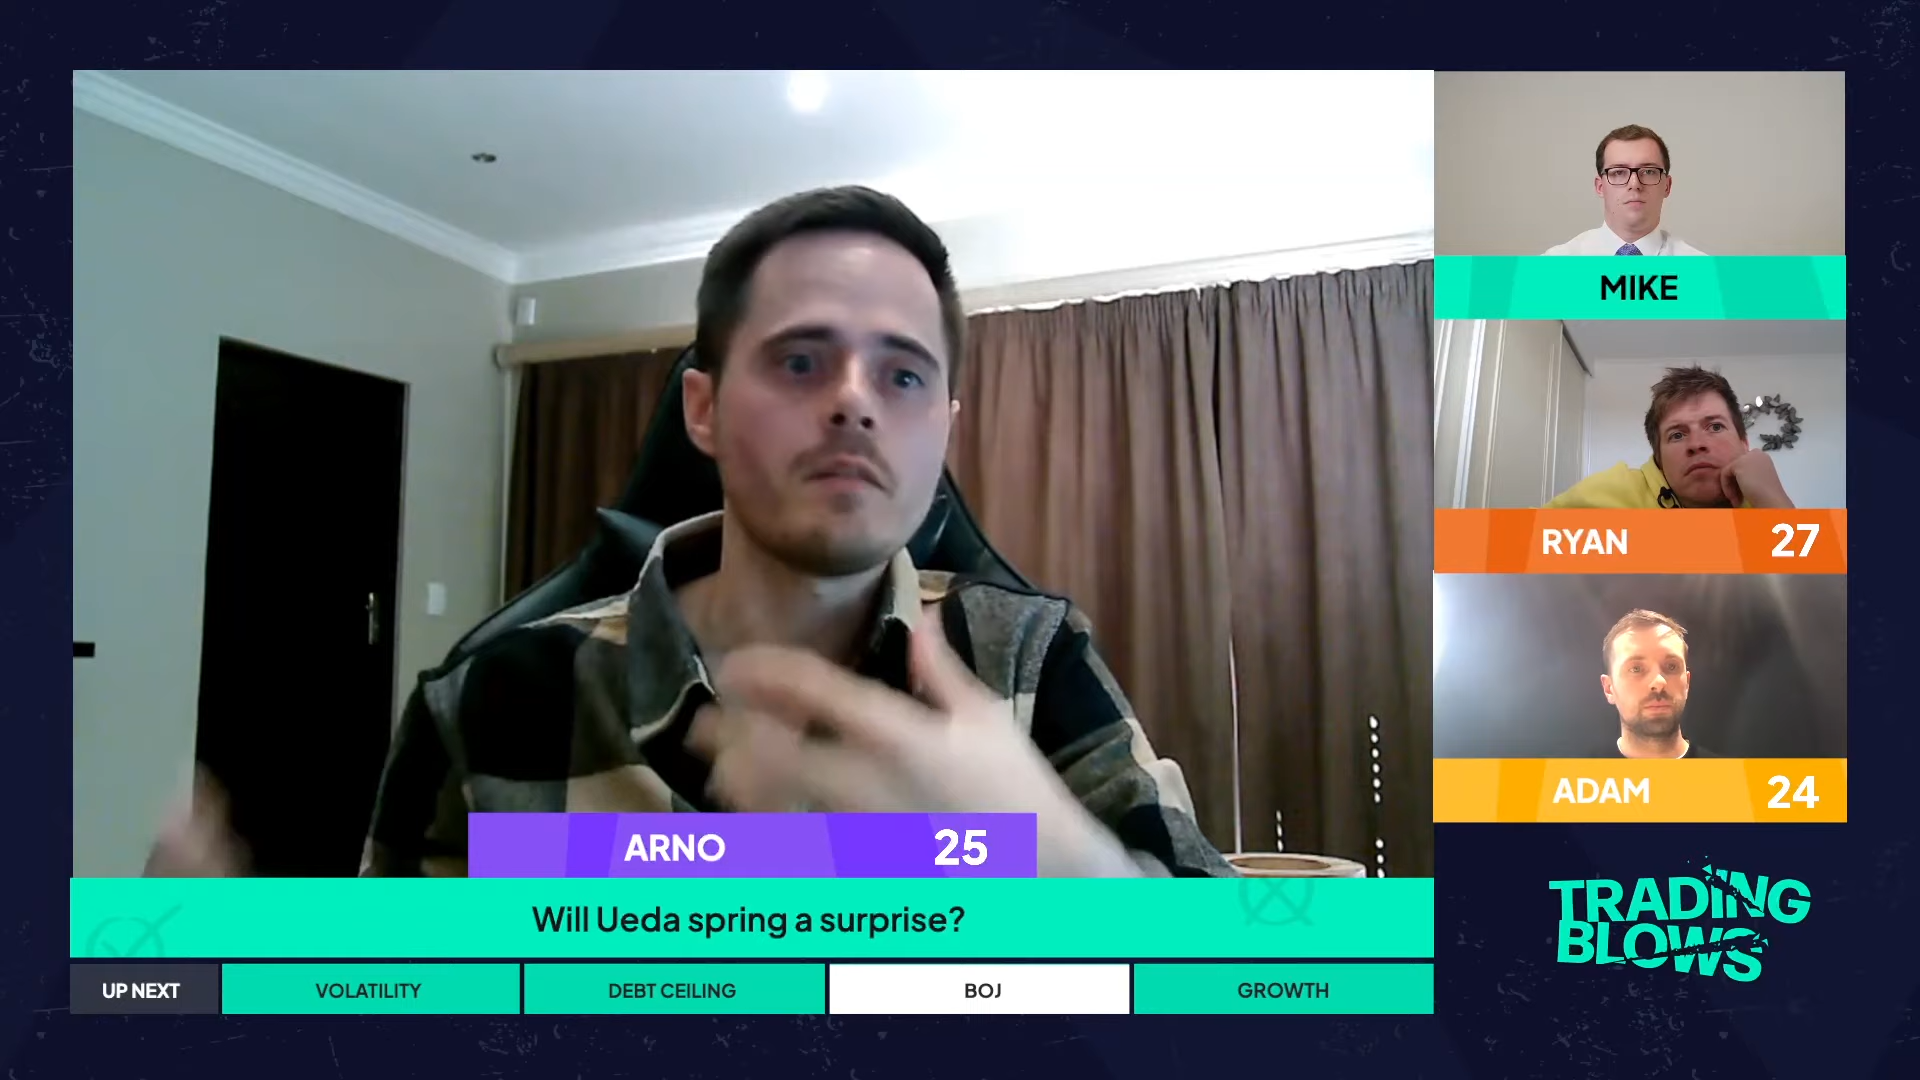 MIKE
RYAN 27
ADAM 24
ARNO 25
Will Ueda spring a surprise?
UP NEXT VOLATILITY DEBT CEILING BOJ GROWTH
TRADING
BLOWS